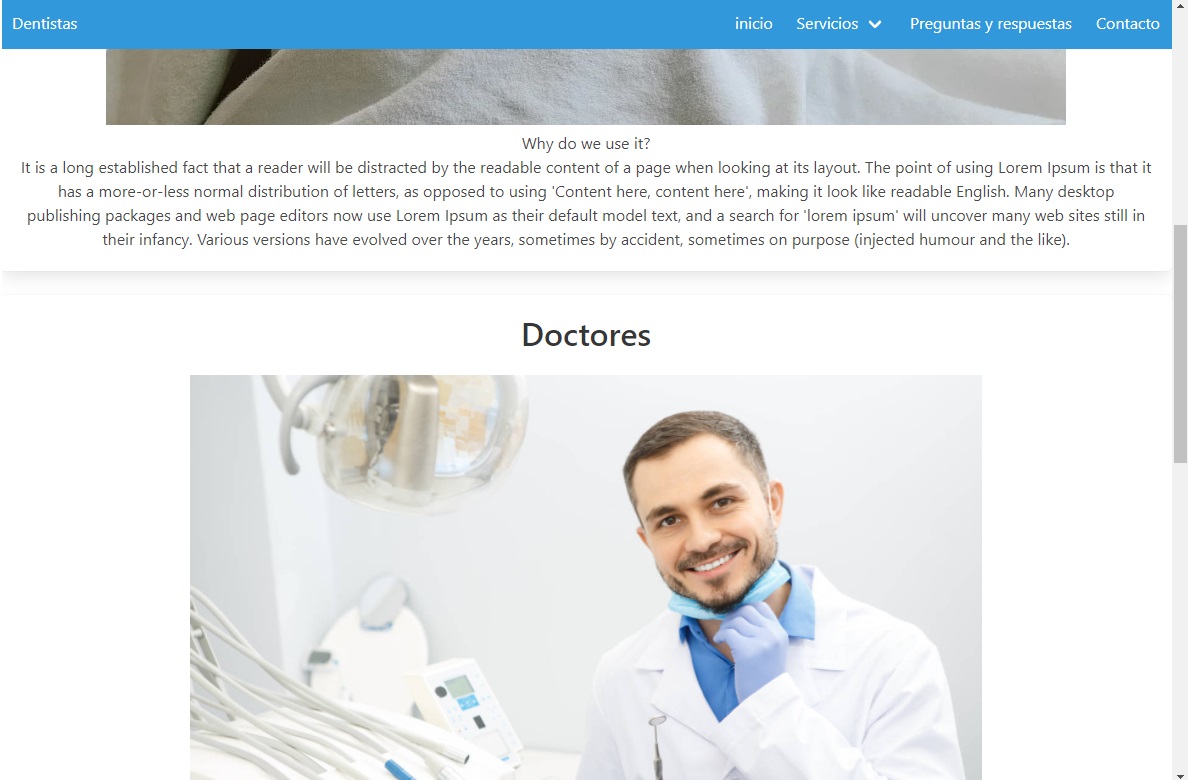 Dentistas
inicio
Servicios
Preguntas y respuestas
Contacto
Why do we use it?
It is a long established fact that a reader will be distracted by the readable content of a page when looking at its layout. The point of using Lorem Ipsum is that it
has a more-or-less normal distribution of letters, as opposed to using 'Content here, content here', making it look like readable English. Many desktop
publishing packages and web page editors now use Lorem Ipsum as their default model text, and a search for 'lorem ipsum' will uncover many web sites still in
their infancy. Various versions have evolved over the years, sometimes by accident, sometimes on purpose (injected humour and the like).
Doctores